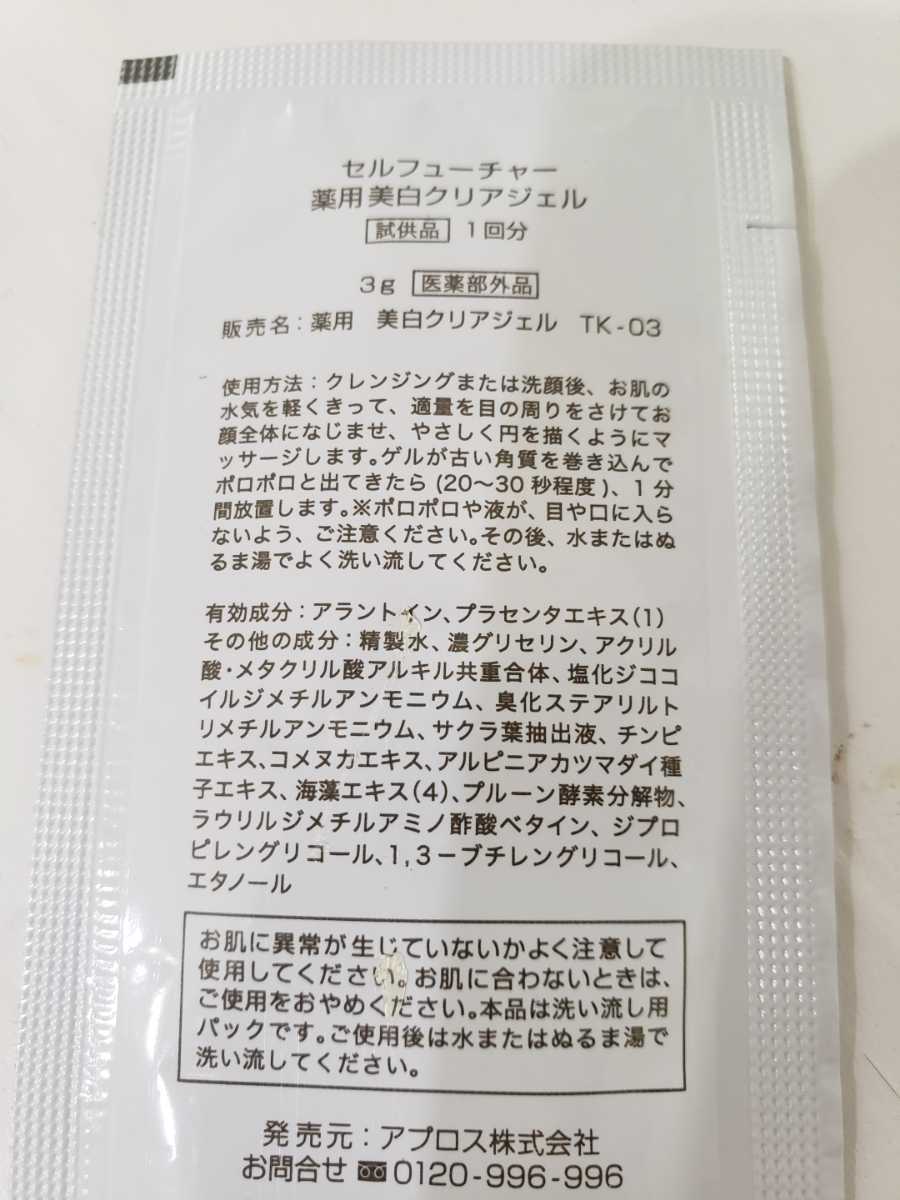 セルフューチャー
薬用 美白クリアジェル
試供品 1回分
3g 医薬部外品
販売名：薬用 美白クリアジェル TK-03
使用方法：クレンジングまたは洗顔後、お肌の
水気を軽くきって、適量を目の周りをさけてお
顔全体になじませ、やさしく円を描くようにマ
ッサージします。ゲルが古い角質を巻き込んで
ポロポロと出てきたら(20〜30秒程度)、1分
間放置します。※ポロポロや液が、目や口に入ら
ないよう、ご注意ください。その後、水またはぬ
るま湯でよく洗い流してください。
有効成分：アラントイン、プラセンタエキス(1)
その他の成分：精製水、濃グリセリン、アクリル
酸・メタクリル酸アルキル共重合体、塩化ジココ
イルジメチルアンモニウム、臭化ステアリルト
リメチルアンモニウム、サクラ葉抽出液、チンピ
エキス、コメヌカエキス、アルピニアカツマダイ種
子エキス、海藻エキス(4)、プルーン酵素分解物、
ラウリルジメチルアミノ酢酸ベタイン、ジプロ
ピレングリコール、1,3－ブチレングリコール、
エタノール
お肌に異常が生じていないかよく注意して
使用してください。お肌に合わないときは、
ご使用をおやめください。本品は洗い流し用
パックです。ご使用後は水またはぬるま湯で
洗い流してください。
発売元：アプロス株式会社
お問合せ 0120-996-996